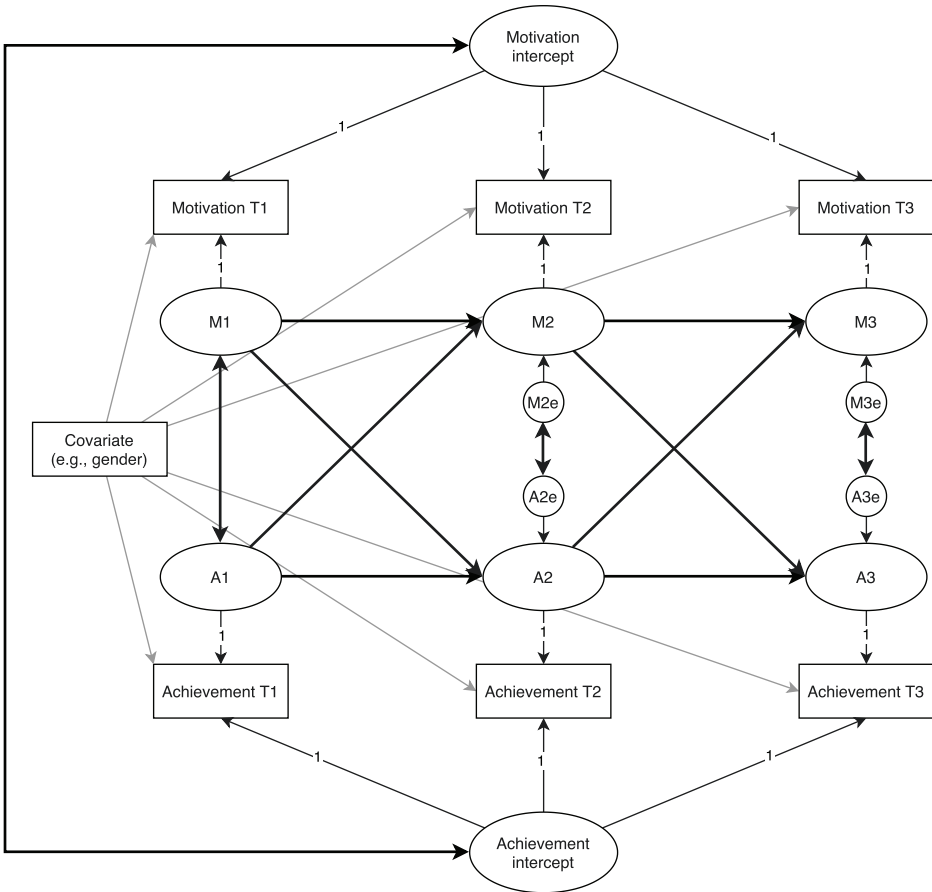 Motivation
intercept
1
1
1
Motivation T1
Motivation T2
Motivation T3
1
1
1
M1
M2
M3
M2e
M3e
Covariate
(e.g., gender)
A2e
A3e
A1
A2
A3
1
1
1
Achievement T1
Achievement T2
Achievement T3
1
1
1
Achievement
intercept